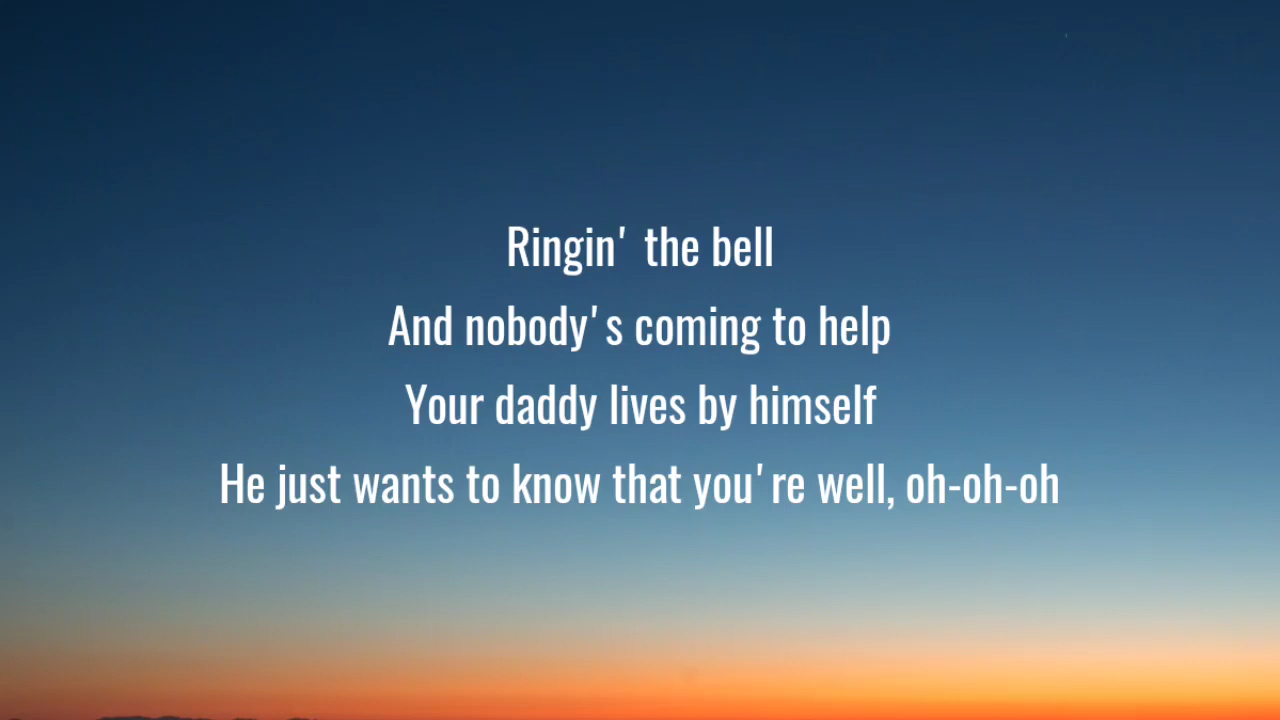 Ringin' the bell
And nobody's coming to help
Your daddy lives by himself
He just wants to know that you're well, oh-oh-oh